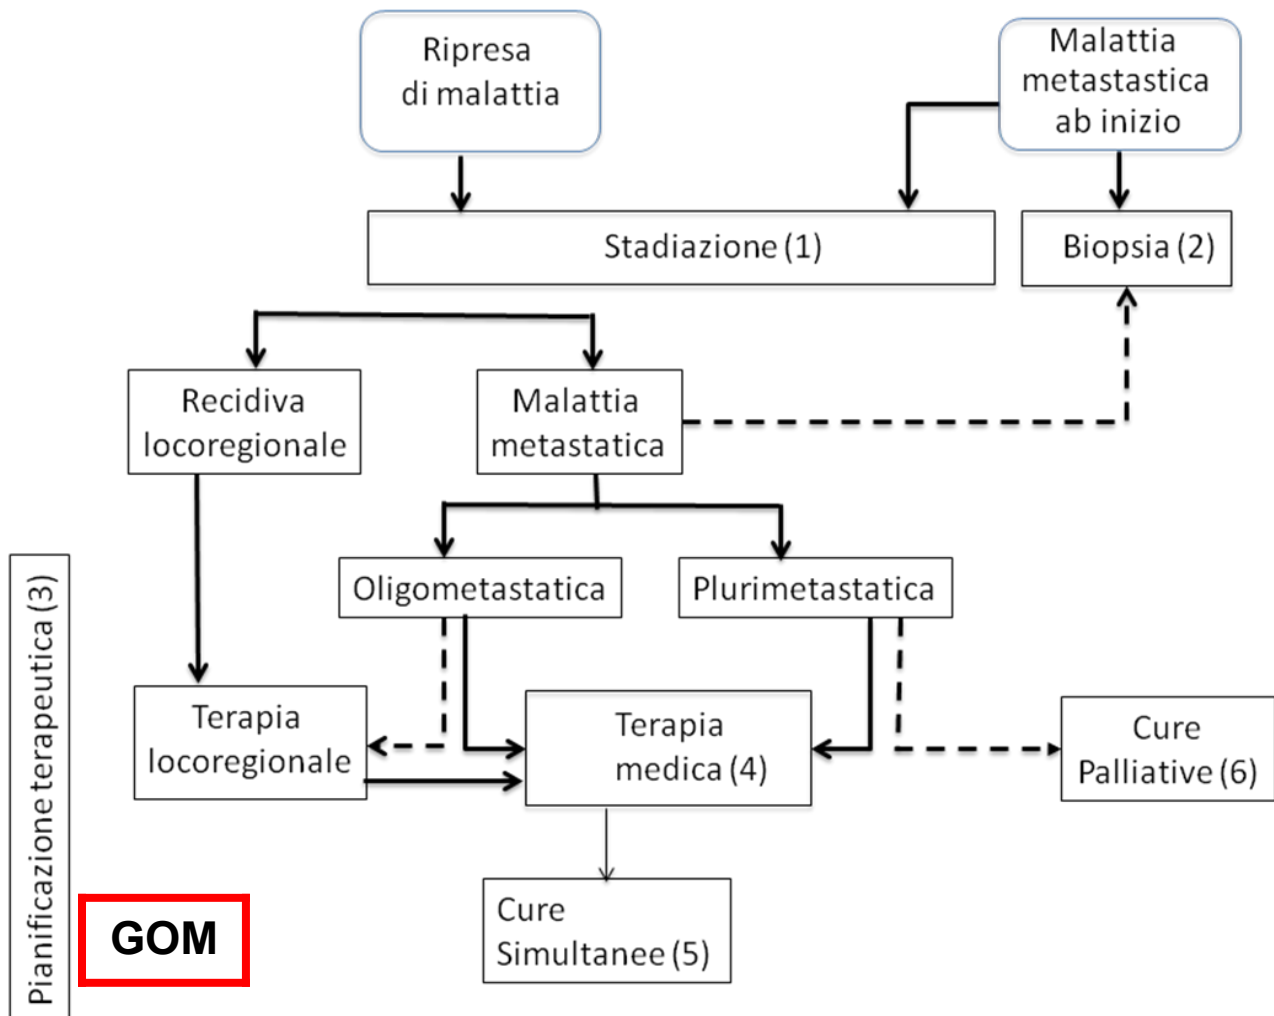 Ripresa
di malattia
Malattia
metastastica
ab inizio
Stadiazione (1)
Biopsia (2)
Recidiva
locoregionale
Malattia
metastatica
Oligometastatica
Plurimetastatica
Pianificazione terapeutica (3)
Terapia
locoregionale
Terapia
medica (4)
Cure
Palliative (6)
Cure
Simultanee (5)
GOM